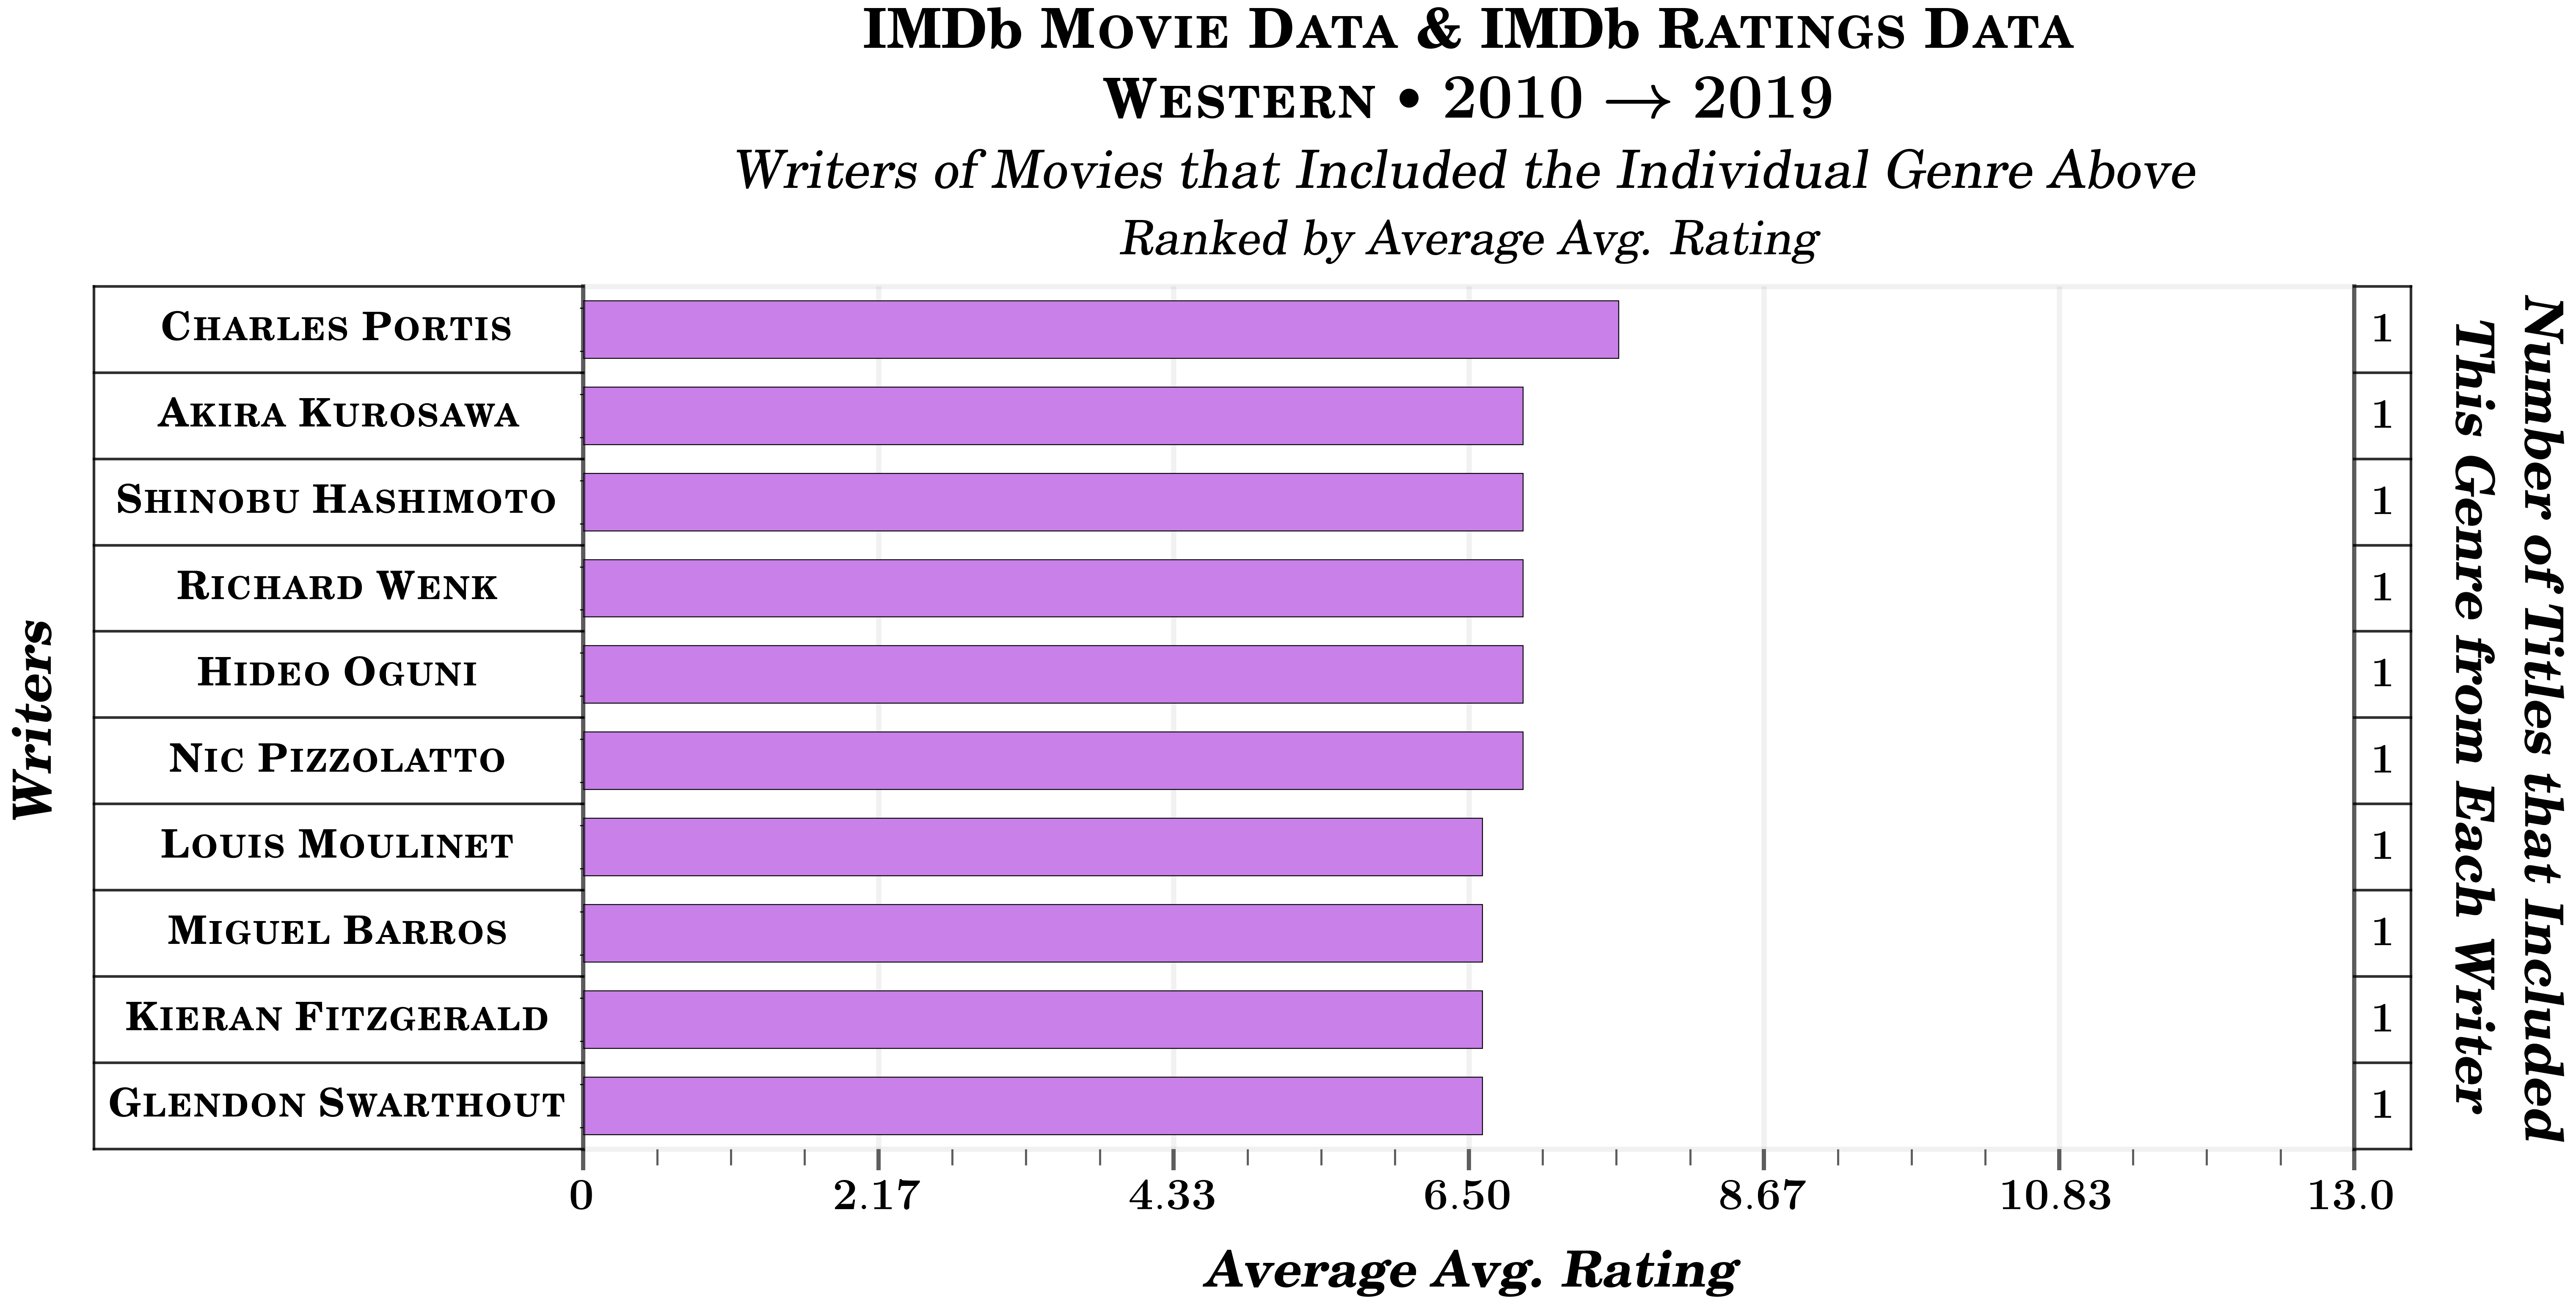 IMDb Movie Data & IMDb Ratings Data
Western • 2010 → 2019
Writers of Movies that Included the Individual Genre Above
Ranked by Average Avg. Rating
Writers
Charles Portis 1
Akira Kurosawa 1
Shinobu Hashimoto 1
Richard Wenk 1
Hideo Oguni 1
Nic Pizzolatto 1
Louis Moulinet 1
Miguel Barros 1
Kieran Fitzgerald 1
Glendon Swarthout 1
Number of Titles that Included
This Genre from Each Writer
0 2.17 4.33 6.50 8.67 10.83 13.0
Average Avg. Rating